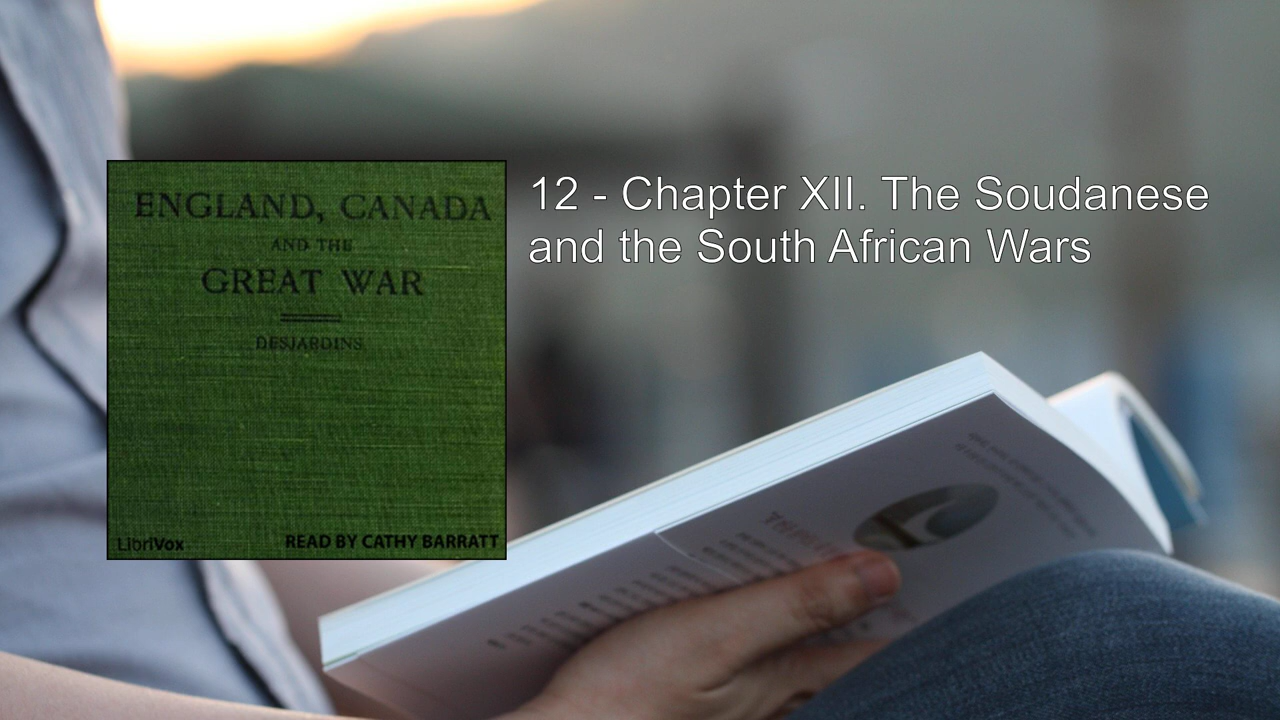 ENGLAND, CANADA
AND THE
GREAT WAR
DESJARDINS
LibriVox
READ BY CATHY BARRATT
12 - Chapter XII. The Soudanese
and the South African Wars